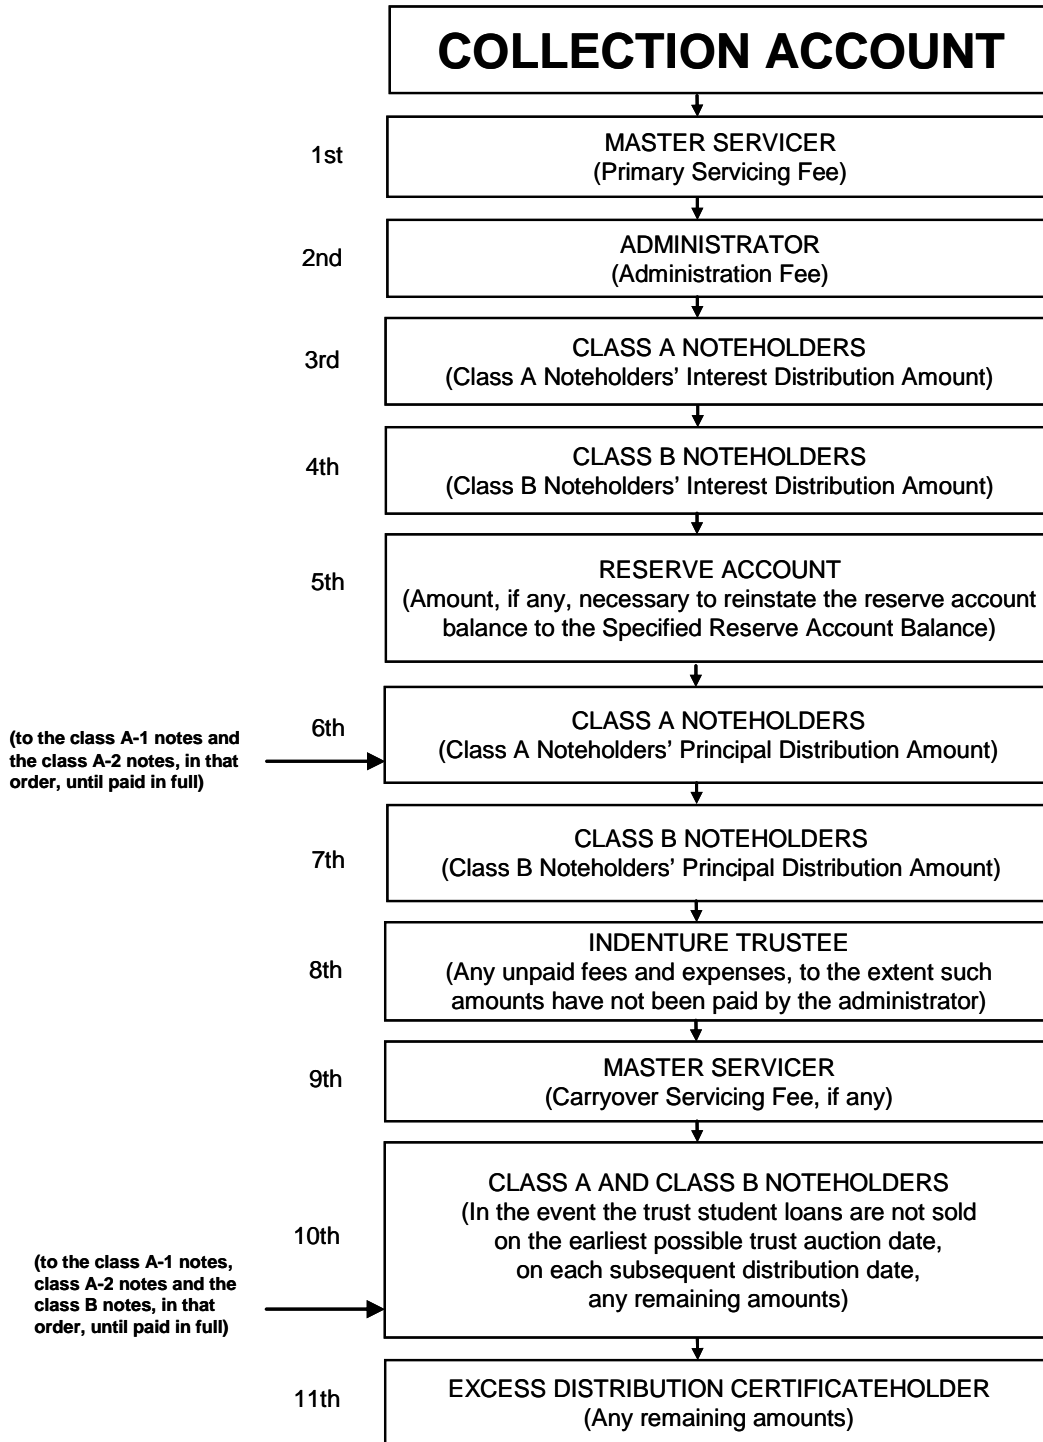 COLLECTION ACCOUNT
1st
MASTER SERVICER
(Primary Servicing Fee)
2nd
ADMINISTRATOR
(Administration Fee)
3rd
CLASS A NOTEHOLDERS
(Class A Noteholders’ Interest Distribution Amount)
4th
CLASS B NOTEHOLDERS
(Class B Noteholders’ Interest Distribution Amount)
5th
RESERVE ACCOUNT
(Amount, if any, necessary to reinstate the reserve account
balance to the Specified Reserve Account Balance)
(to the class A-1 notes and
the class A-2 notes, in that
order, until paid in full)
6th
CLASS A NOTEHOLDERS
(Class A Noteholders’ Principal Distribution Amount)
7th
CLASS B NOTEHOLDERS
(Class B Noteholders’ Principal Distribution Amount)
8th
INDENTURE TRUSTEE
(Any unpaid fees and expenses, to the extent such
amounts have not been paid by the administrator)
9th
MASTER SERVICER
(Carryover Servicing Fee, if any)
10th
CLASS A AND CLASS B NOTEHOLDERS
(In the event the trust student loans are not sold
on the earliest possible trust auction date,
on each subsequent distribution date,
any remaining amounts)
(to the class A-1 notes,
class A-2 notes and the
class B notes, in that
order, until paid in full)
11th
EXCESS DISTRIBUTION CERTIFICATEHOLDER
(Any remaining amounts)